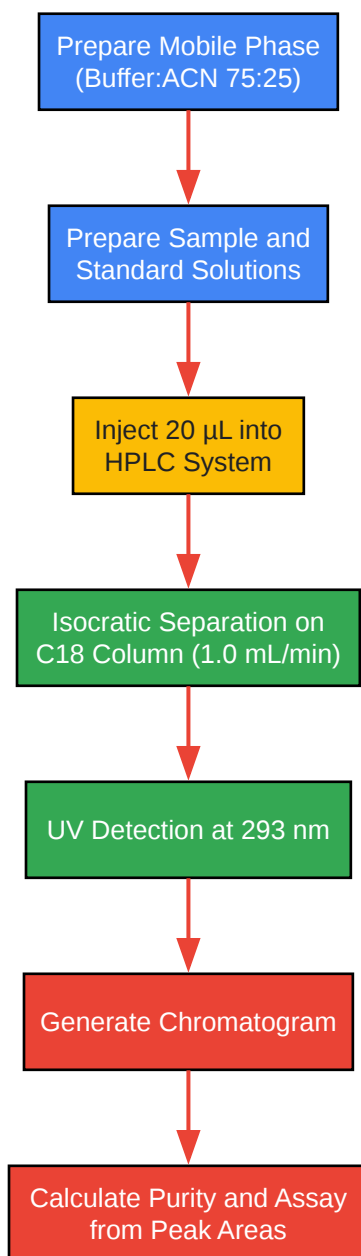 Prepare Mobile Phase
(Buffer:ACN 75:25)
Prepare Sample and
Standard Solutions
Inject 20 µL into
HPLC System
Isocratic Separation on
C18 Column (1.0 mL/min)
UV Detection at 293 nm
Generate Chromatogram
Calculate Purity and Assay
from Peak Areas